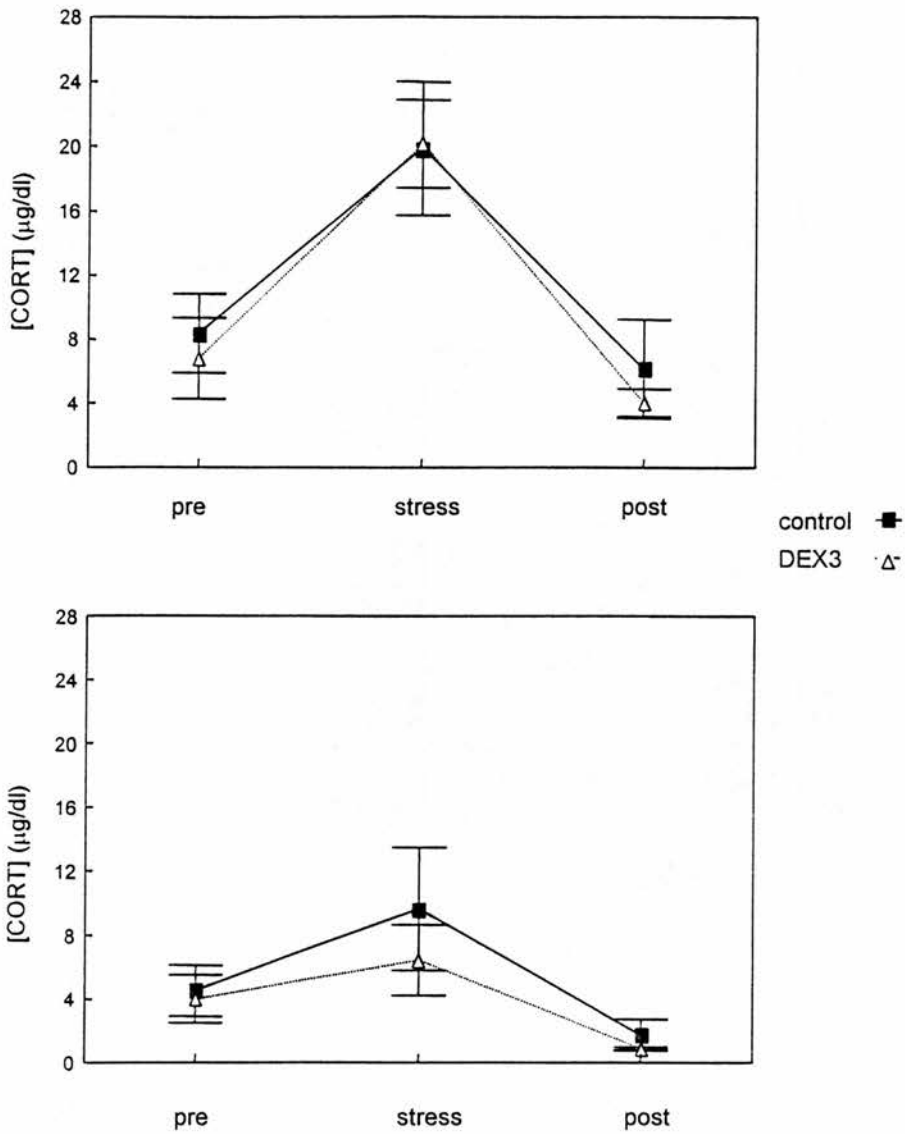 28
24
20
16
12
8
4
0
[CORT] (µg/dl)
pre stress post
control
DEX3
28
24
20
16
12
8
4
0
[CORT] (µg/dl)
pre stress post